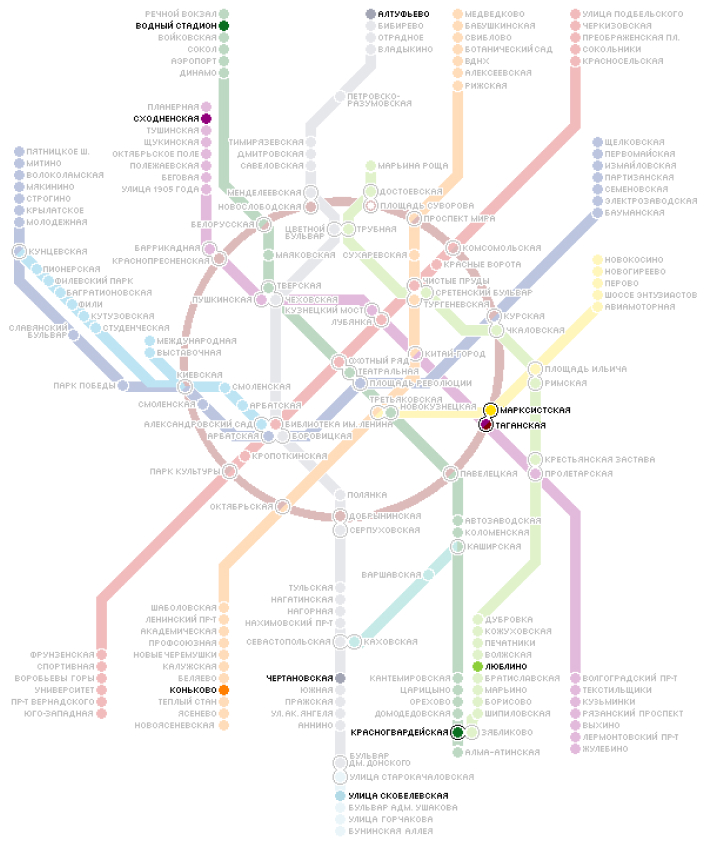 РЕЧНОЙ ВОКЗАЛ
ВОДНЫЙ СТАДИОН
ВОЙКОВСКАЯ
СОКОЛ
АЭРОПОРТ
ДИНАМО
АЛТУФЬЕВО
БИБИРЕВО
ОТРАДНОЕ
ВЛАДЫКИНО
МЕДВЕДКОВО
БАБУШКИНСКАЯ
СВИБЛОВО
БОТАНИЧЕСКИЙ САД
ВДНХ
АЛЕКСЕЕВСКАЯ
РИЖСКАЯ
УЛИЦА ПОДБЕЛЬСКОГО
ЧЕРКИЗОВСКАЯ
ПРЕОБРАЖЕНСКАЯ ПЛ.
СОКОЛЬНИКИ
КРАСНОСЕЛЬСКАЯ
ПЕТРОВСКО-
РАЗУМОВСКАЯ
ПЛАНЕРНАЯ
СХОДНЕНСКАЯ
ТУШИНСКАЯ
ЩУКИНСКАЯ
ОКТЯБРЬСКОЕ ПОЛЕ
ПОЛЕЖАЕВСКАЯ
БЕГОВАЯ
УЛИЦА 1905 ГОДА
ТИМИРЯЗЕВСКАЯ
ДМИТРОВСКАЯ
САВЕЛОВСКАЯ
МАРЬИНА РОЩА
ЩЕЛКОВСКАЯ
ПЕРВОМАЙСКАЯ
ИЗМАЙЛОВСКАЯ
ПАРТИЗАНСКАЯ
СЕМЕНОВСКАЯ
ЭЛЕКТРОЗАВОДСКАЯ
БАУМАНСКАЯ
ПЯТНИЦКОЕ Ш.
МИТИНО
ВОЛОКОЛАМСКАЯ
МЯКИНИНО
СТРОГИНО
КРЫЛАТСКОЕ
МОЛОДЕЖНАЯ
МЕНДЕЛЕЕВСКАЯ
НОВОСЛОБОДСКАЯ
ДОСТОЕВСКАЯ
ПЛОЩАДЬ СУВОРОВА
БЕЛОРУССКАЯ
ЦВЕТНОЙ
БУЛЬВАР
ТРУБНАЯ
ПРОСПЕКТ МИРА
КУНЦЕВСКАЯ
ПИОНЕРСКАЯ
ФИЛЕВСКИЙ ПАРК
БАГРАТИОНОВСКАЯ
ФИЛИ
КУТУЗОВСКАЯ
СТУДЕНЧЕСКАЯ
БАРРИКАДНАЯ
КРАСНОПРЕСНЕНСКАЯ
МАЯКОВСКАЯ
СУХАРЕВСКАЯ
КОМСОМОЛЬСКАЯ
КРАСНЫЕ ВОРОТА
НОВОКОСИНО
НОВОГИРЕЕВО
ПЕРОВО
ШОССЕ ЭНТУЗИАСТОВ
АВИАМОТОРНАЯ
ТВЕРСКАЯ
ПУШКИНСКАЯ
ЧЕХОВСКАЯ
КУЗНЕЦКИЙ МОСТ
ЛУБЯНКА
ЧИСТЫЕ ПРУДЫ
СРЕТЕНСКИЙ БУЛЬВАР
ТУРГЕНЕВСКАЯ
КУРСКАЯ
ЧКАЛОВСКАЯ
СЛАВЯНСКИЙ
БУЛЬВАР
МЕЖДУНАРОДНАЯ
ВЫСТАВОЧНАЯ
КИТАЙ-ГОРОД
ОХОТНЫЙ РЯД
ТЕАТРАЛЬНАЯ
ПЛОЩАДЬ РЕВОЛЮЦИИ
ПЛОЩАДЬ ИЛЬИЧА
РИМСКАЯ
ПАРК ПОБЕДЫ
КИЕВСКАЯ
СМОЛЕНСКАЯ
СМОЛЕНСКАЯ
АРБАТСКАЯ
ТРЕТЬЯКОВСКАЯ
НОВОКУЗНЕЦКАЯ
МАРКСИСТСКАЯ
ТАГАНСКАЯ
АЛЕКСАНДРОВСКИЙ САД
БИБЛИОТЕКА ИМ. ЛЕНИНА
АРБАТСКАЯ
БОРОВИЦКАЯ
КРОПОТКИНСКАЯ
ПАРК КУЛЬТУРЫ
КРЕСТЬЯНСКАЯ ЗАСТАВА
ПРОЛЕТАРСКАЯ
ПАВЕЛЕЦКАЯ
ПОЛЯНКА
ОКТЯБРЬСКАЯ
ДОБРЫНИНСКАЯ
СЕРПУХОВСКАЯ
АВТОЗАВОДСКАЯ
КОЛОМЕНСКАЯ
КАШИРСКАЯ
ВАРШАВСКАЯ
ТУЛЬСКАЯ
НАГАТИНСКАЯ
НАГОРНАЯ
НАХИМОВСКИЙ ПР-Т
СЕВАСТОПОЛЬСКАЯ
КАХОВСКАЯ
ШАБОЛОВСКАЯ
ЛЕНИНСКИЙ ПР-Т
АКАДЕМИЧЕСКАЯ
ПРОФСОЮЗНАЯ
НОВЫЕ ЧЕРЕМУШКИ
КАЛУЖСКАЯ
БЕЛЯЕВО
КОНЬКОВО
ТЕПЛЫЙ СТАН
ЯСЕНЕВО
НОВОЯСЕНЕВСКАЯ
ФРУНЗЕНСКАЯ
СПОРТИВНАЯ
ВОРОБЬЕВЫ ГОРЫ
УНИВЕРСИТЕТ
ПР-Т ВЕРНАДСКОГО
ЮГО-ЗАПАДНАЯ
ДУБРОВКА
КОЖУХОВСКАЯ
ПЕЧАТНИКИ
ВОЛЖСКАЯ
ЛЮБЛИНО
БРАТИСЛАВСКАЯ
МАРЬИНО
БОРИСОВО
ШИПИЛОВСКАЯ
ЗЯБЛИКОВО
ЧЕРТАНОВСКАЯ
ЮЖНАЯ
ПРАЖСКАЯ
УЛ. АК. ЯНГЕЛЯ
АННИНО
КАНТЕМИРОВСКАЯ
ЦАРИЦЫНО
ОРЕХОВО
ДОМОДЕДОВСКАЯ
КРАСНОГВАРДЕЙСКАЯ
АЛМА-АТИНСКАЯ
ВОЛГОГРАДСКИЙ ПР-Т
ТЕКСТИЛЬЩИКИ
КУЗЬМИНКИ
РЯЗАНСКИЙ ПРОСПЕКТ
ВЫХИНО
ЛЕРМОНТОВСКИЙ ПР-Т
ЖУЛЕБИНО
БУЛЬВАР
ДМ. ДОНСКОГО
УЛИЦА СТАРОКАЧАЛОВСКАЯ
УЛИЦА СКОБЕЛЕВСКАЯ
БУЛЬВАР АДМ. УШАКОВА
УЛИЦА ГОРЧАКОВА
БУНИНСКАЯ АЛЛЕЯ